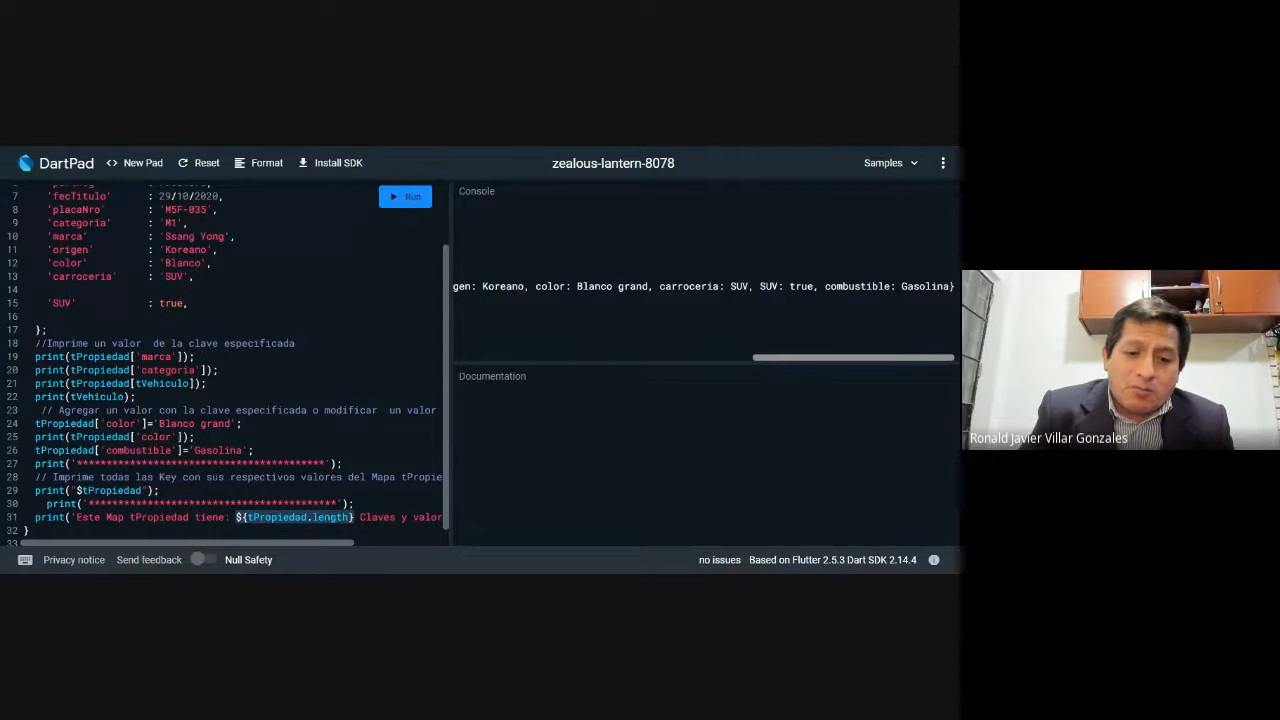 DartPad <> New Pad Reset Format Install SDK zealous-lantern-8078 Samples
7 'fecTitulo' : 29/10/2020,
8 'placaNro' : 'M5F-035',
9 'categoria' : 'M1',
10 'marca' : 'Ssang Yong',
11 'origen' : 'Koreano',
12 'color' : 'Blanco',
13 'carroceria' : 'SUV',
14
15 'SUV' : true,
16
17 };
18 //Imprime un valor de la clave especificada
19 print(tPropiedad['marca']);
20 print(tPropiedad['categoria']);
21 print(tPropiedad[tVehiculo]);
22 print(tVehiculo);
23 // Agregar un valor con la clave especificada o modificar un valor
24 tPropiedad['color']='Blanco grand';
25 print(tPropiedad['color']);
26 tPropiedad['combustible']='Gasolina';
27 print('******************************************');
28 // Imprime todas las Key con sus respectivos valores del Mapa tPropie
29 print("$tPropiedad");
30 print('******************************************');
31 print('Este Map tPropiedad tiene: ${tPropiedad.length} Claves y valor
32 }
33
Run
Console
gen: Koreano, color: Blanco grand, carroceria: SUV, SUV: true, combustible: Gasolina}
Documentation
Privacy notice Send feedback Null Safety no issues Based on Flutter 2.5.3 Dart SDK 2.14.4
Ronald Javier Villar Gonzales